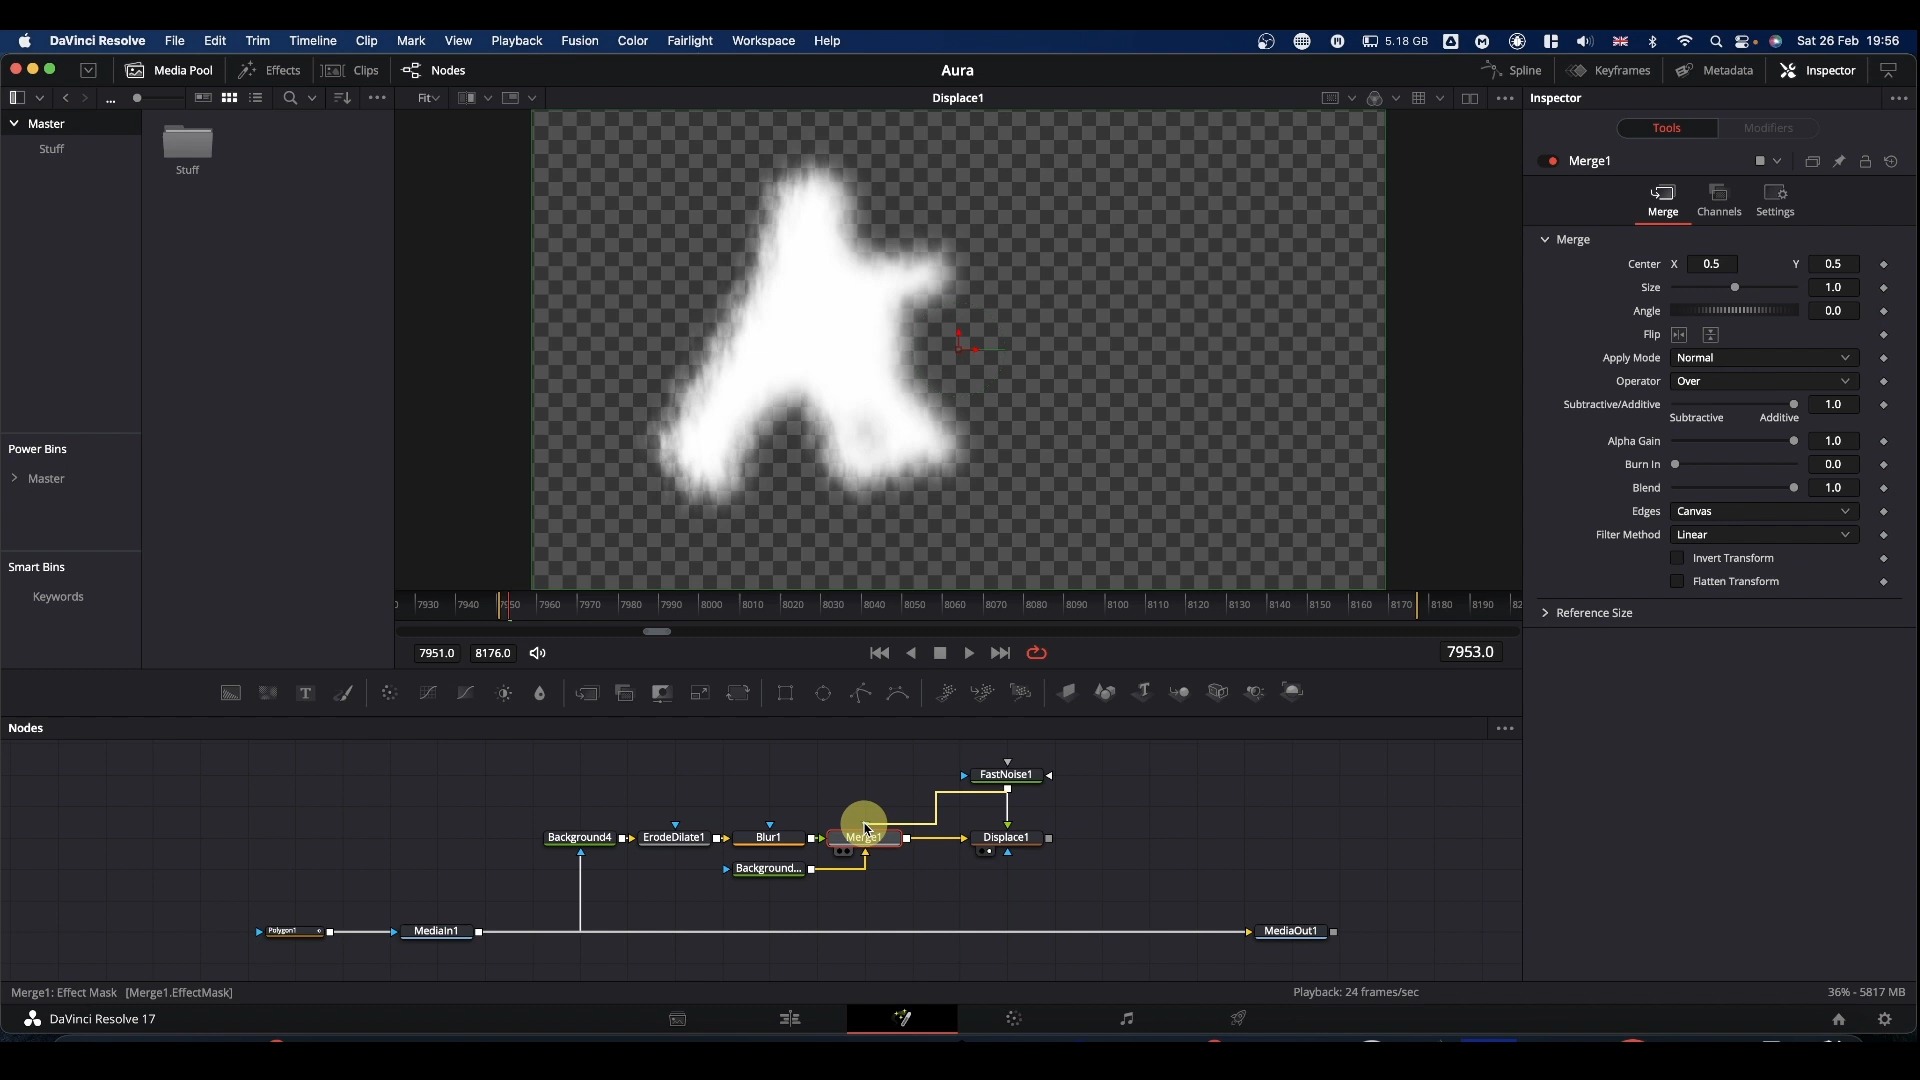 DaVinci Resolve File Edit Trim Timeline Clip Mark View Playback Fusion Color Fairlight Workspace Help 5.18 GB Sat 26 Feb 19:56
Media Pool Effects Clips Nodes Aura Spline Keyframes Metadata Inspector
... Fit Displace1 Inspector
Master
Stuff
Stuff
Tools Modifiers
Merge1
Merge Channels Settings
Merge
Center X 0.5 Y 0.5
Size 1.0
Angle 0.0
Flip
Apply Mode Normal
Operator Over
Subtractive/Additive 1.0
Subtractive Additive
Alpha Gain 1.0
Burn In 0.0
Blend 1.0
Edges Canvas
Filter Method Linear
Invert Transform
Flatten Transform
Reference Size
Power Bins
Master
Smart Bins
Keywords
7930 7940 7950 7960 7970 7980 7990 8000 8010 8020 8030 8040 8050 8060 8070 8080 8090 8100 8110 8120 8130 8140 8150 8160 8170 8180 8190
7951.0 8176.0 7953.0
Nodes
FastNoise1
Background4 ErodeDilate1 Blur1 Merge1 Displace1
Background...
Polygon1 MediaIn1 MediaOut1
Merge1: Effect Mask [Merge1.EffectMask] Playback: 24 frames/sec 36% - 5817 MB
DaVinci Resolve 17